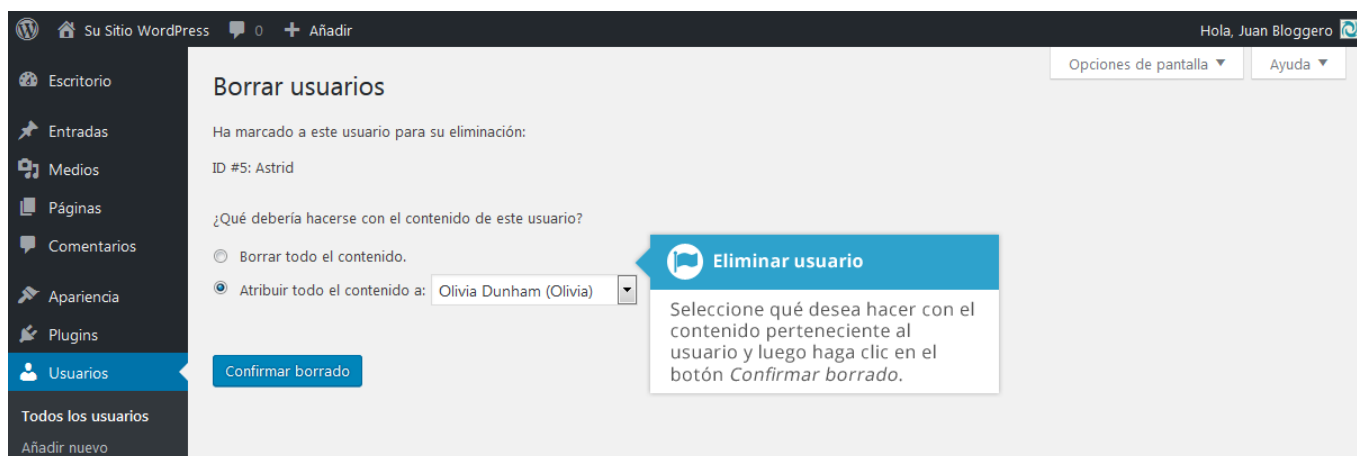 Su Sitio WordPress 0 Añadir Hola, Juan Bloggero
Opciones de pantalla Ayuda
Escritorio
Entradas
Medios
Páginas
Comentarios
Apariencia
Plugins
Usuarios
Todos los usuarios
Añadir nuevo
Borrar usuarios
Ha marcado a este usuario para su eliminación:
ID #5: Astrid
¿Qué debería hacerse con el contenido de este usuario?
Borrar todo el contenido.
Atribuir todo el contenido a: Olivia Dunham (Olivia)
Confirmar borrado
Eliminar usuario
Seleccione qué desea hacer con el
contenido perteneciente al
usuario y luego haga clic en el
botón Confirmar borrado.